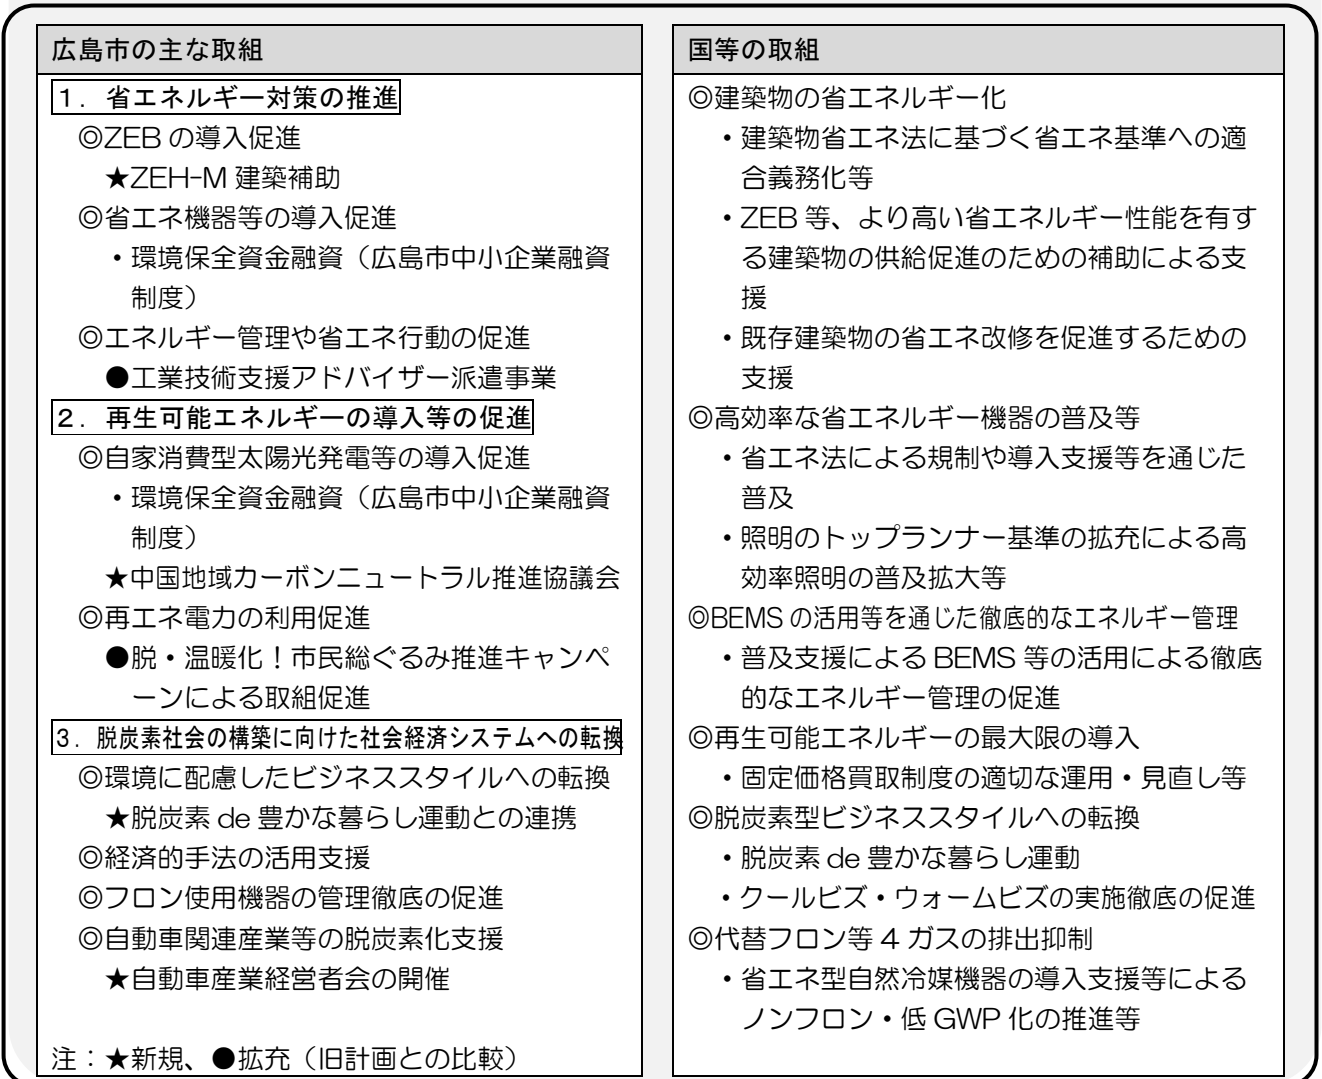 広島市の主な取組
１．省エネルギー対策の推進
◎ZEB の導入促進
★ZEH-M 建築補助
◎省エネ機器等の導入促進
・環境保全資金融資（広島市中小企業融資
制度）
◎エネルギー管理や省エネ行動の促進
●工業技術支援アドバイザー派遣事業
２．再生可能エネルギーの導入等の促進
◎自家消費型太陽光発電等の導入促進
・環境保全資金融資（広島市中小企業融資
制度）
★中国地域カーボンニュートラル推進協議会
◎再エネ電力の利用促進
●脱・温暖化！市民総ぐるみ推進キャンペ
ーンによる取組促進
３．脱炭素社会の構築に向けた社会経済システムへの転換
◎環境に配慮したビジネススタイルへの転換
★脱炭素 de 豊かな暮らし運動との連携
◎経済的手法の活用支援
◎フロン使用機器の管理徹底の促進
◎自動車関連産業等の脱炭素化支援
★自動車産業経営者会の開催
注：★新規、●拡充（旧計画との比較）
国等の取組
◎建築物の省エネルギー化
・建築物省エネ法に基づく省エネ基準への適
合義務化等
・ZEB 等、より高い省エネルギー性能を有す
る建築物の供給促進のための補助による支
援
・既存建築物の省エネ改修を促進するための
支援
◎高効率な省エネルギー機器の普及等
・省エネ法による規制や導入支援等を通じた
普及
・照明のトップランナー基準の拡充による高
効率照明の普及拡大等
◎BEMS の活用等を通じた徹底的なエネルギー管理
・普及支援による BEMS 等の活用による徹底
的なエネルギー管理の促進
◎再生可能エネルギーの最大限の導入
・固定価格買取制度の適切な運用・見直し等
◎脱炭素型ビジネススタイルへの転換
・脱炭素 de 豊かな暮らし運動
・クールビズ・ウォームビズの実施徹底の促進
◎代替フロン等 4 ガスの排出抑制
・省エネ型自然冷媒機器の導入支援等による
ノンフロン・低 GWP 化の推進等